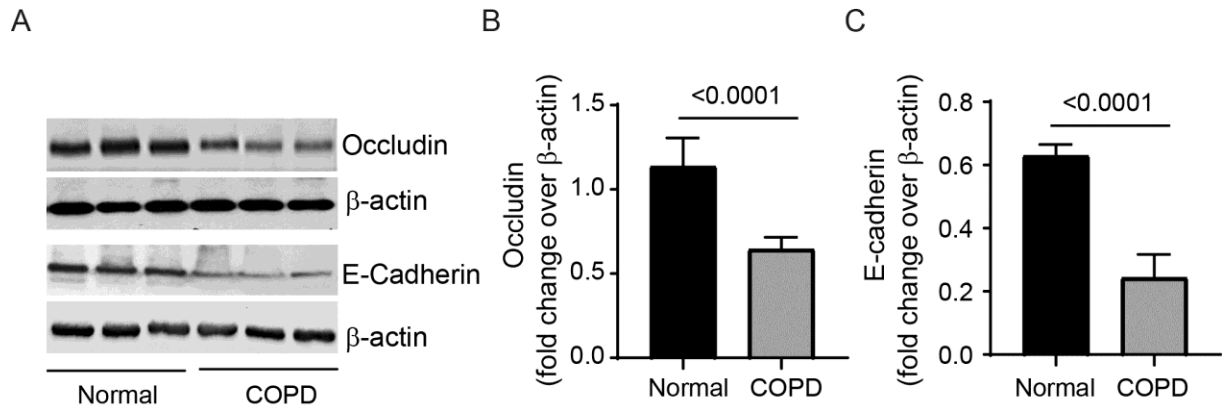 A
Occludin
β-actin
E-Cadherin
β-actin
Normal
COPD
B
Occludin
(fold change over β-actin)
1.5
1.0
0.5
0.0
<0.0001
Normal
COPD
C
E-cadherin
(fold change over β-actin)
0.8
0.6
0.4
0.2
0.0
<0.0001
Normal
COPD